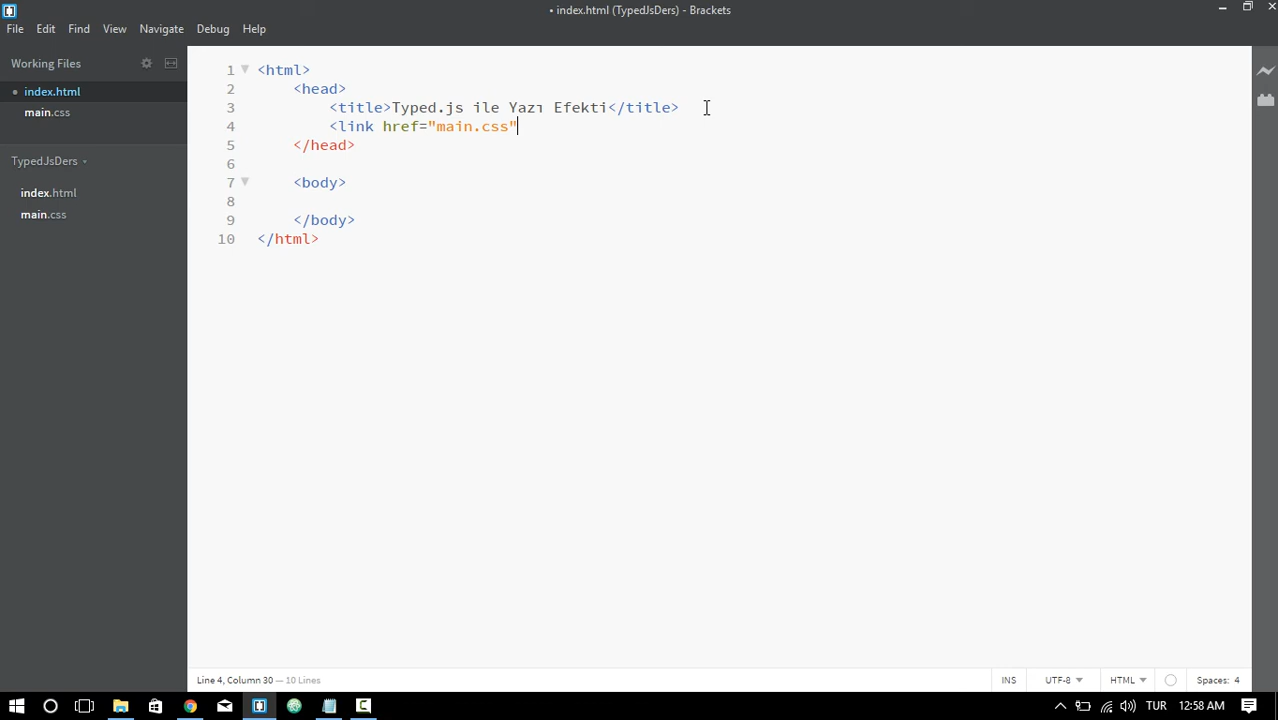 • index.html (TypedJsDers) - Brackets
File Edit Find View Navigate Debug Help
Working Files
index.html
main.css
TypedJsDers
index.html
main.css
1 <html>
2 <head>
3 <title>Typed.js ile Yazı Efekti</title>
4 <link href="main.css"
5 </head>
6
7 <body>
8
9 </body>
10 </html>
Line 4, Column 30 — 10 Lines
INS UTF-8 HTML Spaces: 4
TUR 12:58 AM